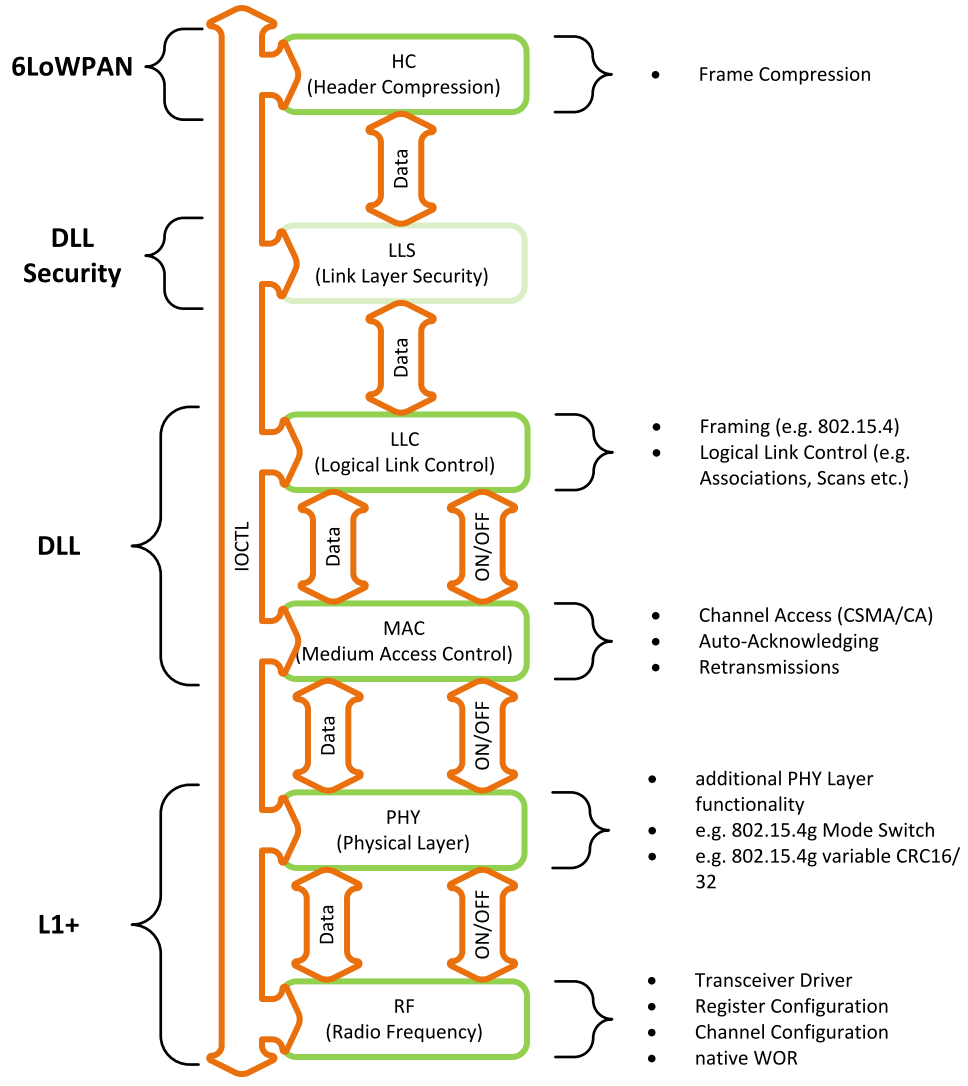 6LoWPAN
HC
(Header Compression)
• Frame Compression
Data
DLL
Security
LLS
(Link Layer Security)
Data
LLC
(Logical Link Control)
• Framing (e.g. 802.15.4)
• Logical Link Control (e.g.
Associations, Scans etc.)
DLL
IOCTL
Data
ON/OFF
MAC
(Medium Access Control)
• Channel Access (CSMA/CA)
• Auto-Acknowledging
• Retransmissions
Data
ON/OFF
L1+
PHY
(Physical Layer)
• additional PHY Layer
functionality
• e.g. 802.15.4g Mode Switch
• e.g. 802.15.4g variable CRC16/
32
Data
ON/OFF
RF
(Radio Frequency)
• Transceiver Driver
• Register Configuration
• Channel Configuration
• native WOR